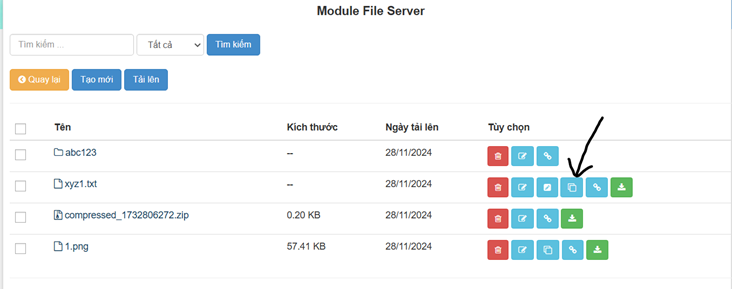 Module File Server
Tìm kiếm ... Tất cả Tìm kiếm
Quay lại Tạo mới Tải lên
Tên Kích thước Ngày tải lên Tùy chọn
abc123 -- 28/11/2024
xyz1.txt -- 28/11/2024
compressed_1732806272.zip 0.20 KB 28/11/2024
1.png 57.41 KB 28/11/2024